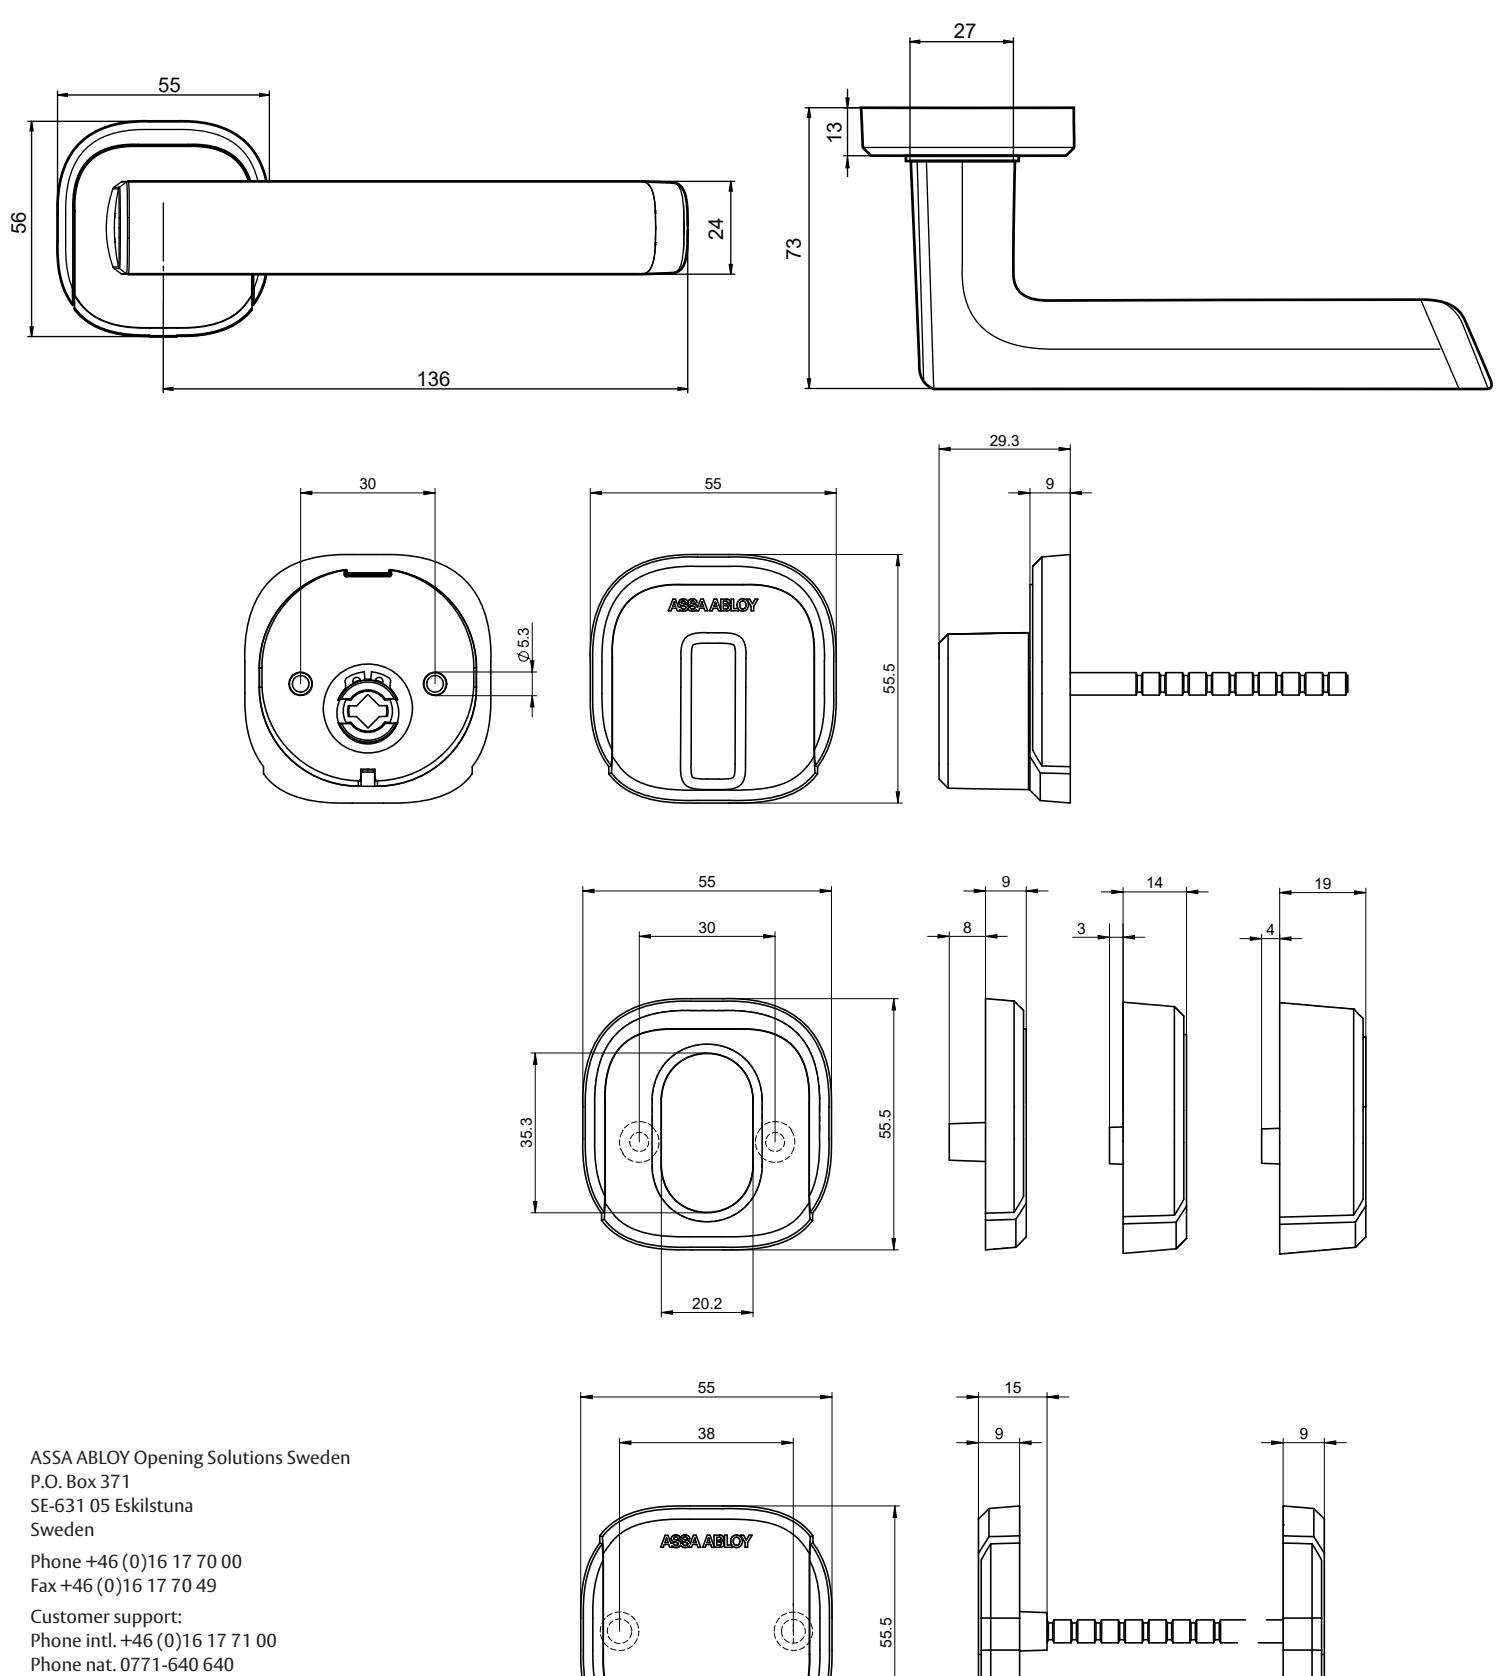 27
55
13
56
24
73
136
29.3
30
55
9
Ø 5.3
ASSA ABLOY
55.5
55
9
14
19
30
8
3
4
35.3
55.5
20.2
55
15
38
9
9
ASSA ABLOY
55.5
ASSA ABLOY Opening Solutions Sweden
P.O. Box 371
SE-631 05 Eskilstuna
Sweden
Phone +46 (0)16 17 70 00
Fax +46 (0)16 17 70 49
Customer support:
Phone intl. +46 (0)16 17 71 00
Phone nat. 0771-640 640